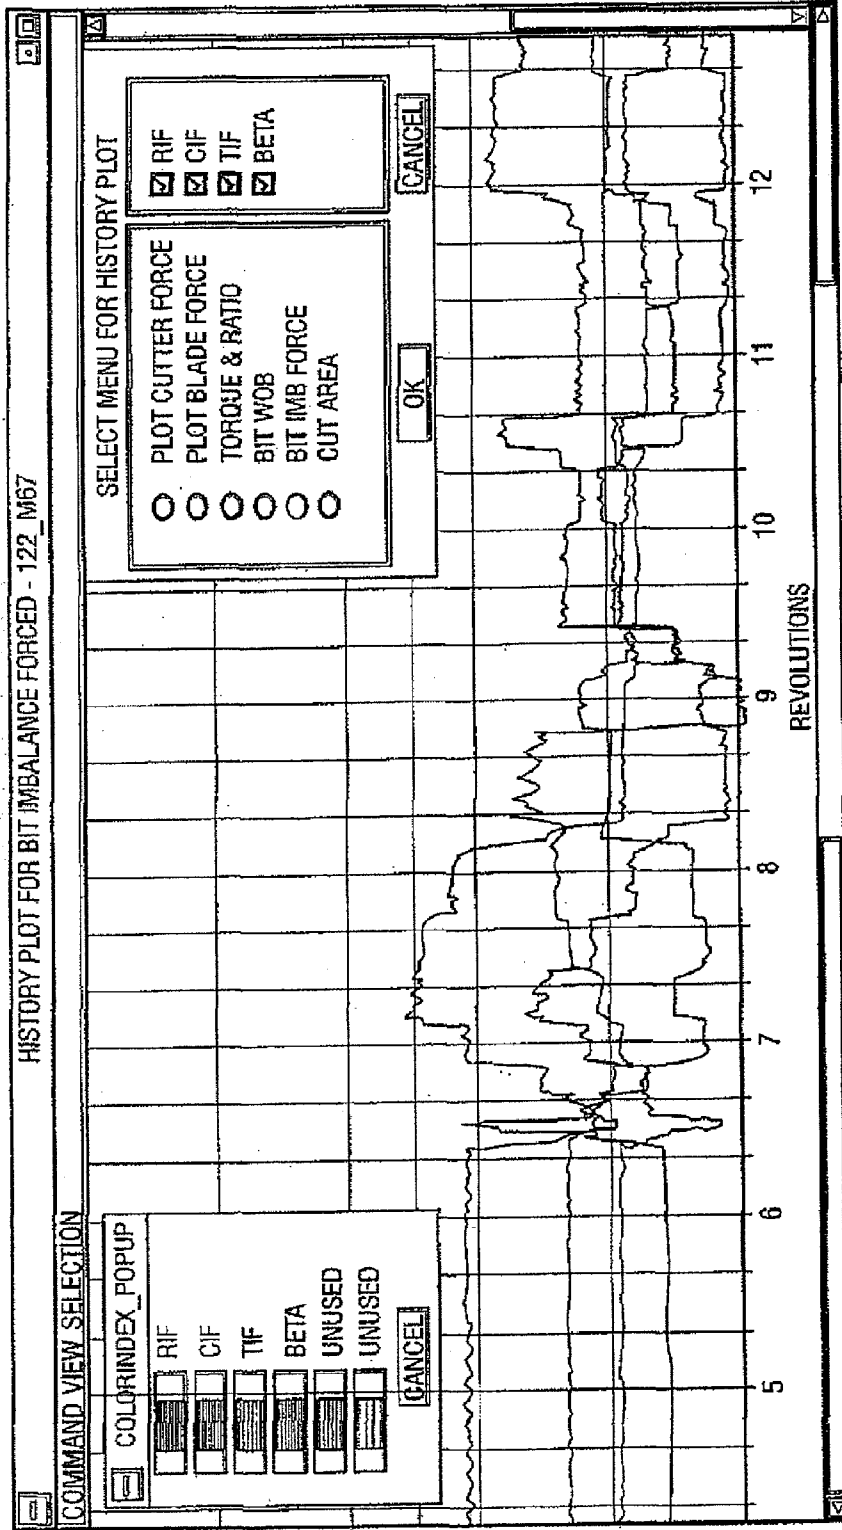 HISTORY PLOT FOR BIT IMBALANCE FORCED - 122_M67
COMMAND VIEW SELECTION
COLORINDEX_POPUP
RIF
CIF
TIF
BETA
UNUSED
UNUSED
CANCEL
SELECT MENU FOR HISTORY PLOT
PLOT CUTTER FORCE
PLOT BLADE FORCE
TORQUE & RATIO
BIT WOB
BIT IMB FORCE
CUT AREA
RIF
CIF
TIF
BETA
OK
CANCEL
5 6 7 8 9 10 11 12
REVOLUTIONS